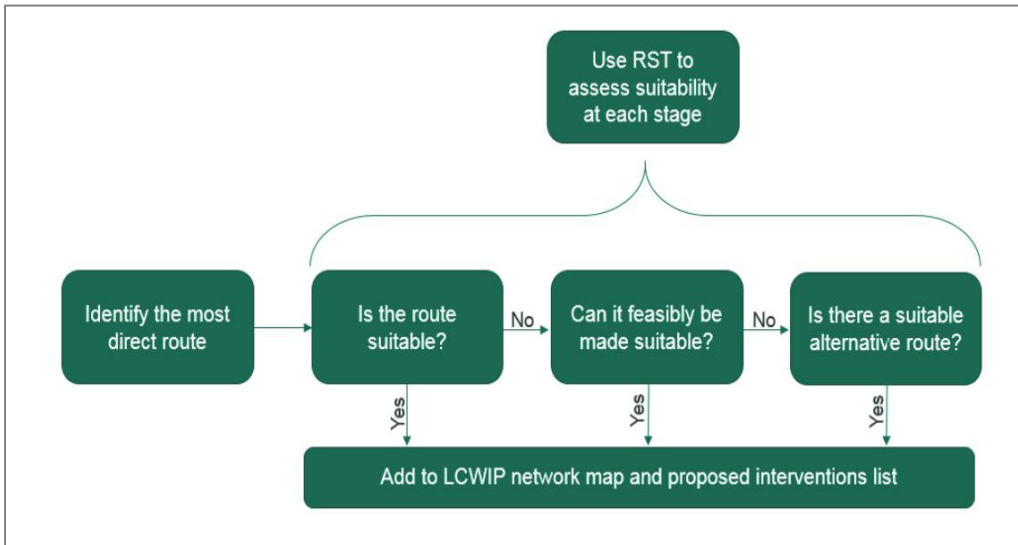 Use RST to
assess suitability
at each stage
Identify the most
direct route
Is the route
suitable?
No
Can it feasibly be
made suitable?
No
Is there a suitable
alternative route?
Yes
Yes
Yes
Add to LCWIP network map and proposed interventions list